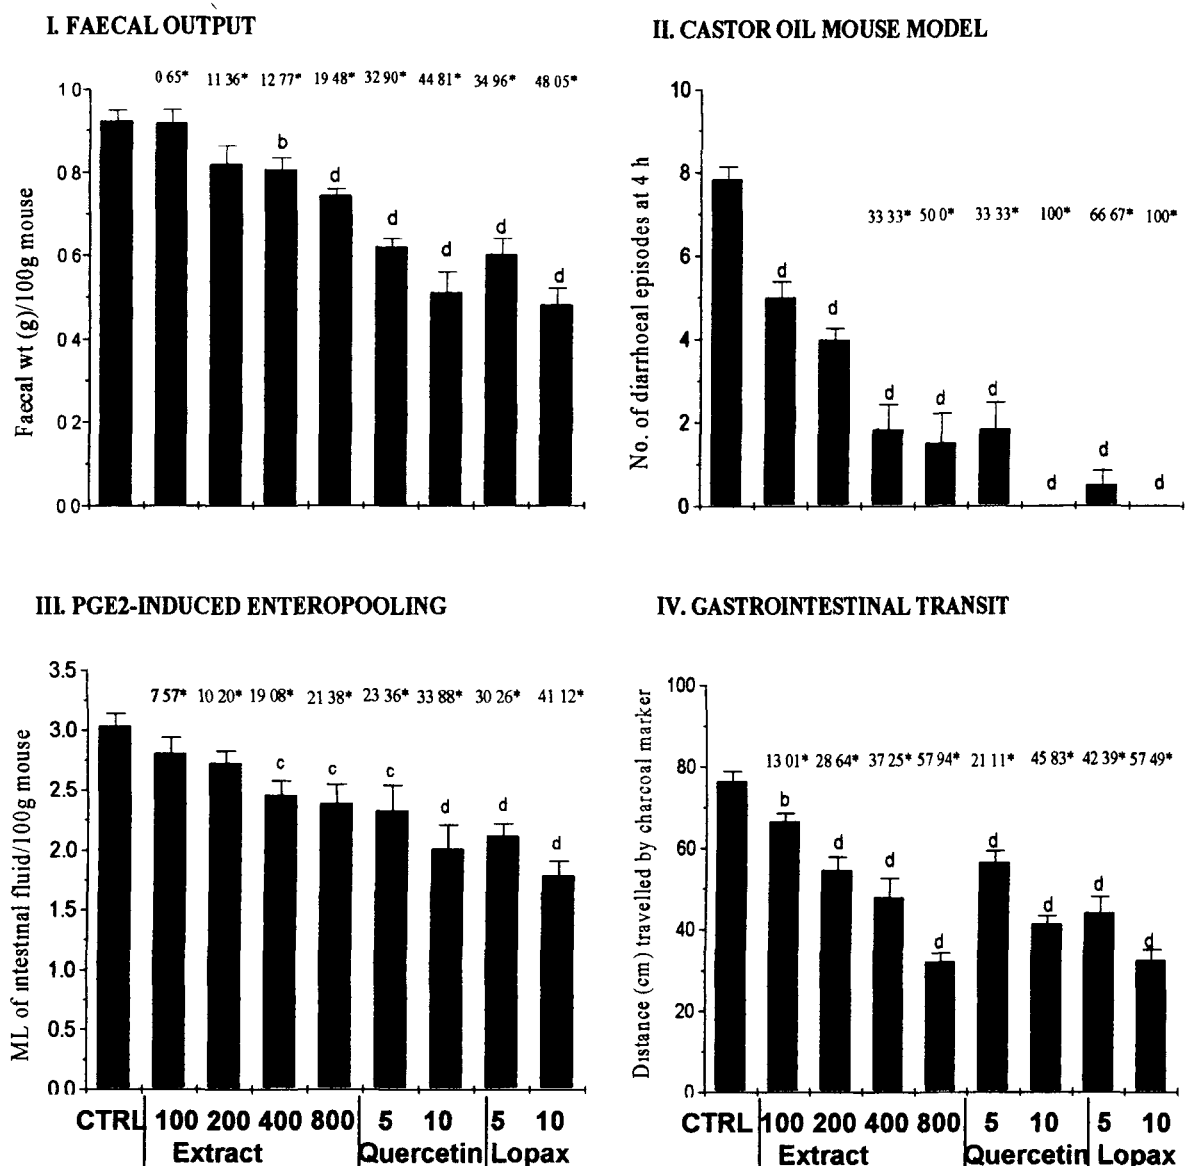 I. FAECAL OUTPUT
0 65* 11 36* 12 77* 19 48* 32 90* 44 81* 34 96* 48 05*
Faecal wt (g)/100g mouse
1 0
0.8
0 6
0 4
0 2
0 0
b
d
d
d
d
d
II. CASTOR OIL MOUSE MODEL
33 33* 50 0* 33 33* 100* 66 67* 100*
No. of diarrhoeal episodes at 4 h
10
8
6
4
2
0
d
d
d
d
d
d
d
d
III. PGE2-INDUCED ENTEROPOOLING
7 57* 10 20* 19 08* 21 38* 23 36* 33 88* 30 26* 41 12*
ML of intestinal fluid/100g mouse
3.5
3.0
2.5
2.0
1.5
1.0
0.5
0.0
c
c
c
d
d
d
CTRL 100 200 400 800 5 10 5 10
Extract Quercetin Lopax
IV. GASTROINTESTINAL TRANSIT
13 01* 28 64* 37 25* 57 94* 21 11* 45 83* 42 39* 57 49*
Distance (cm) travelled by charcoal marker
100
80
60
40
20
0
b
d
d
d
d
d
d
d
CTRL 100 200 400 800 5 10 5 10
Extract Quercetin Lopax